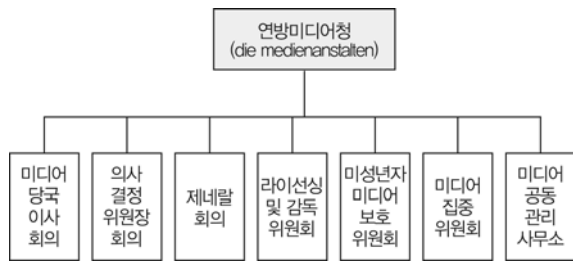 연방미디어청
(die medienanstalten)
미디어
당국
이사
회의
의사
결정
위원장
회의
제네랄
회의
라이선싱
및 감독
위원회
미성년자
미디어
보호
위원회
미디어
집중
위원회
미디어
공동
관리
사무소